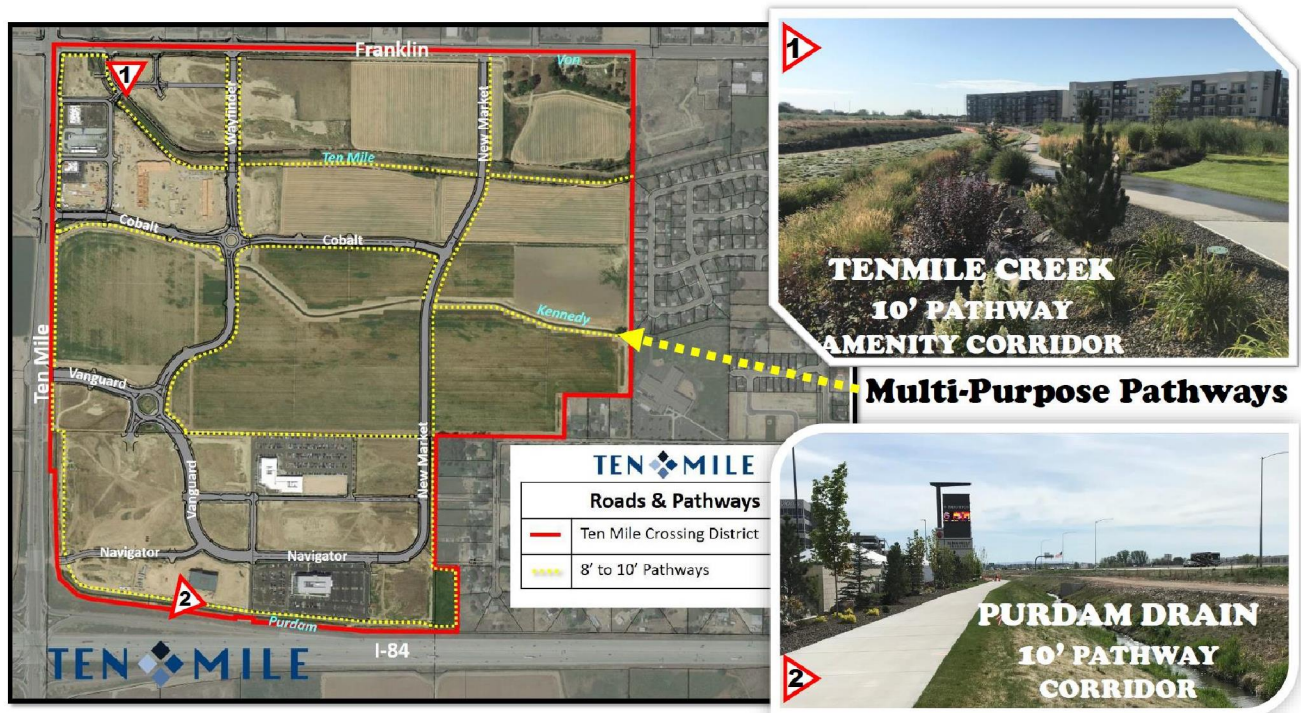 Franklin
Von
1
Wayfinder
New Market
Ten Mile
Cobalt
Cobalt
Kennedy
Ten Mile
Vanguard
New Market
Vanguard
Navigator
Navigator
2
Purdam
I-84
TEN MILE
TEN MILE
Roads & Pathways
Ten Mile Crossing District
8' to 10' Pathways
1
TENMILE CREEK
10' PATHWAY
AMENITY CORRIDOR
Multi-Purpose Pathways
2
PURDAM DRAIN
10' PATHWAY
CORRIDOR